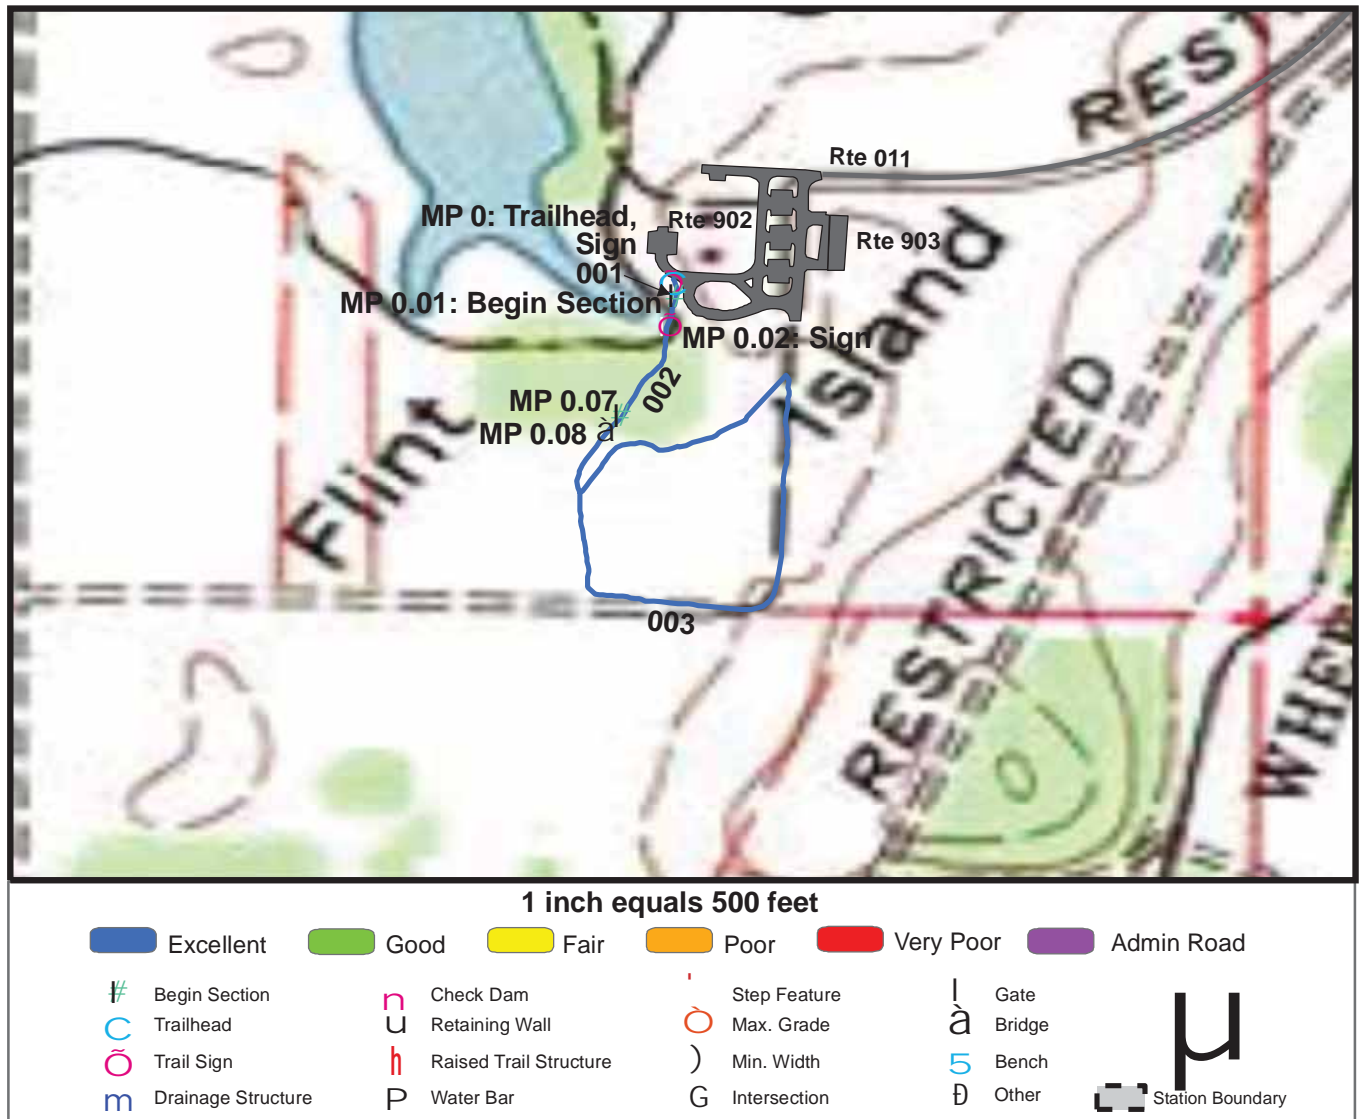 RES
Rte 011
MP 0: Trailhead,
Sign
001
Rte 902
Rte 903
MP 0.01: Begin Section
MP 0.02: Sign
Island
002
MP 0.07
MP 0.08 à
Flint
RESTRICTED
003
WHE
1 inch equals 500 feet
Excellent
Good
Fair
Poor
Very Poor
Admin Road
Begin Section
n Check Dam
' Step Feature
l Gate
C Trailhead
u Retaining Wall
Ò Max. Grade
à Bridge
Õ Trail Sign
h Raised Trail Structure
) Min. Width
5 Bench
m Drainage Structure
P Water Bar
G Intersection
Ð Other
Station Boundary
µ